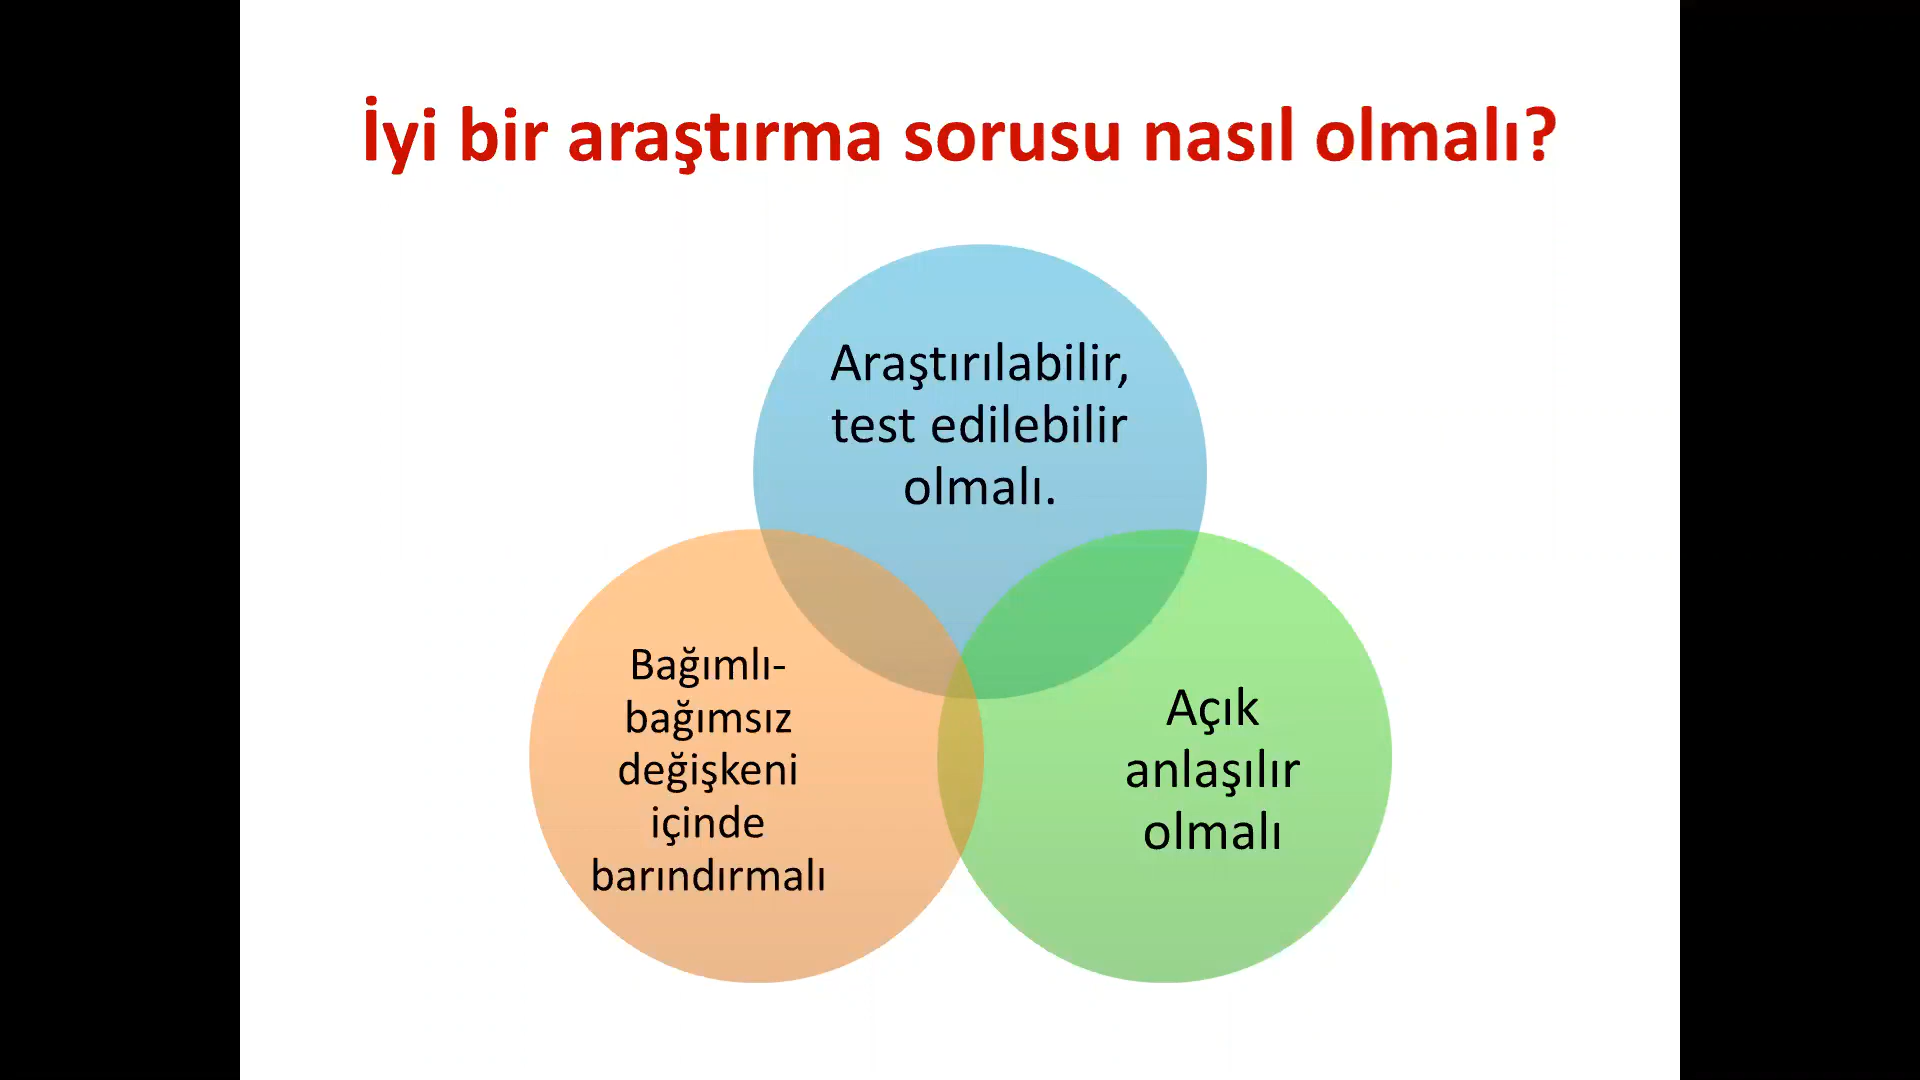 İyi bir araştırma sorusu nasıl olmalı?
Araştırılabilir,
test edilebilir
olmalı.
Bağımlı-
bağımsız
değişkeni
içinde
barındırmalı
Açık
anlaşılır
olmalı